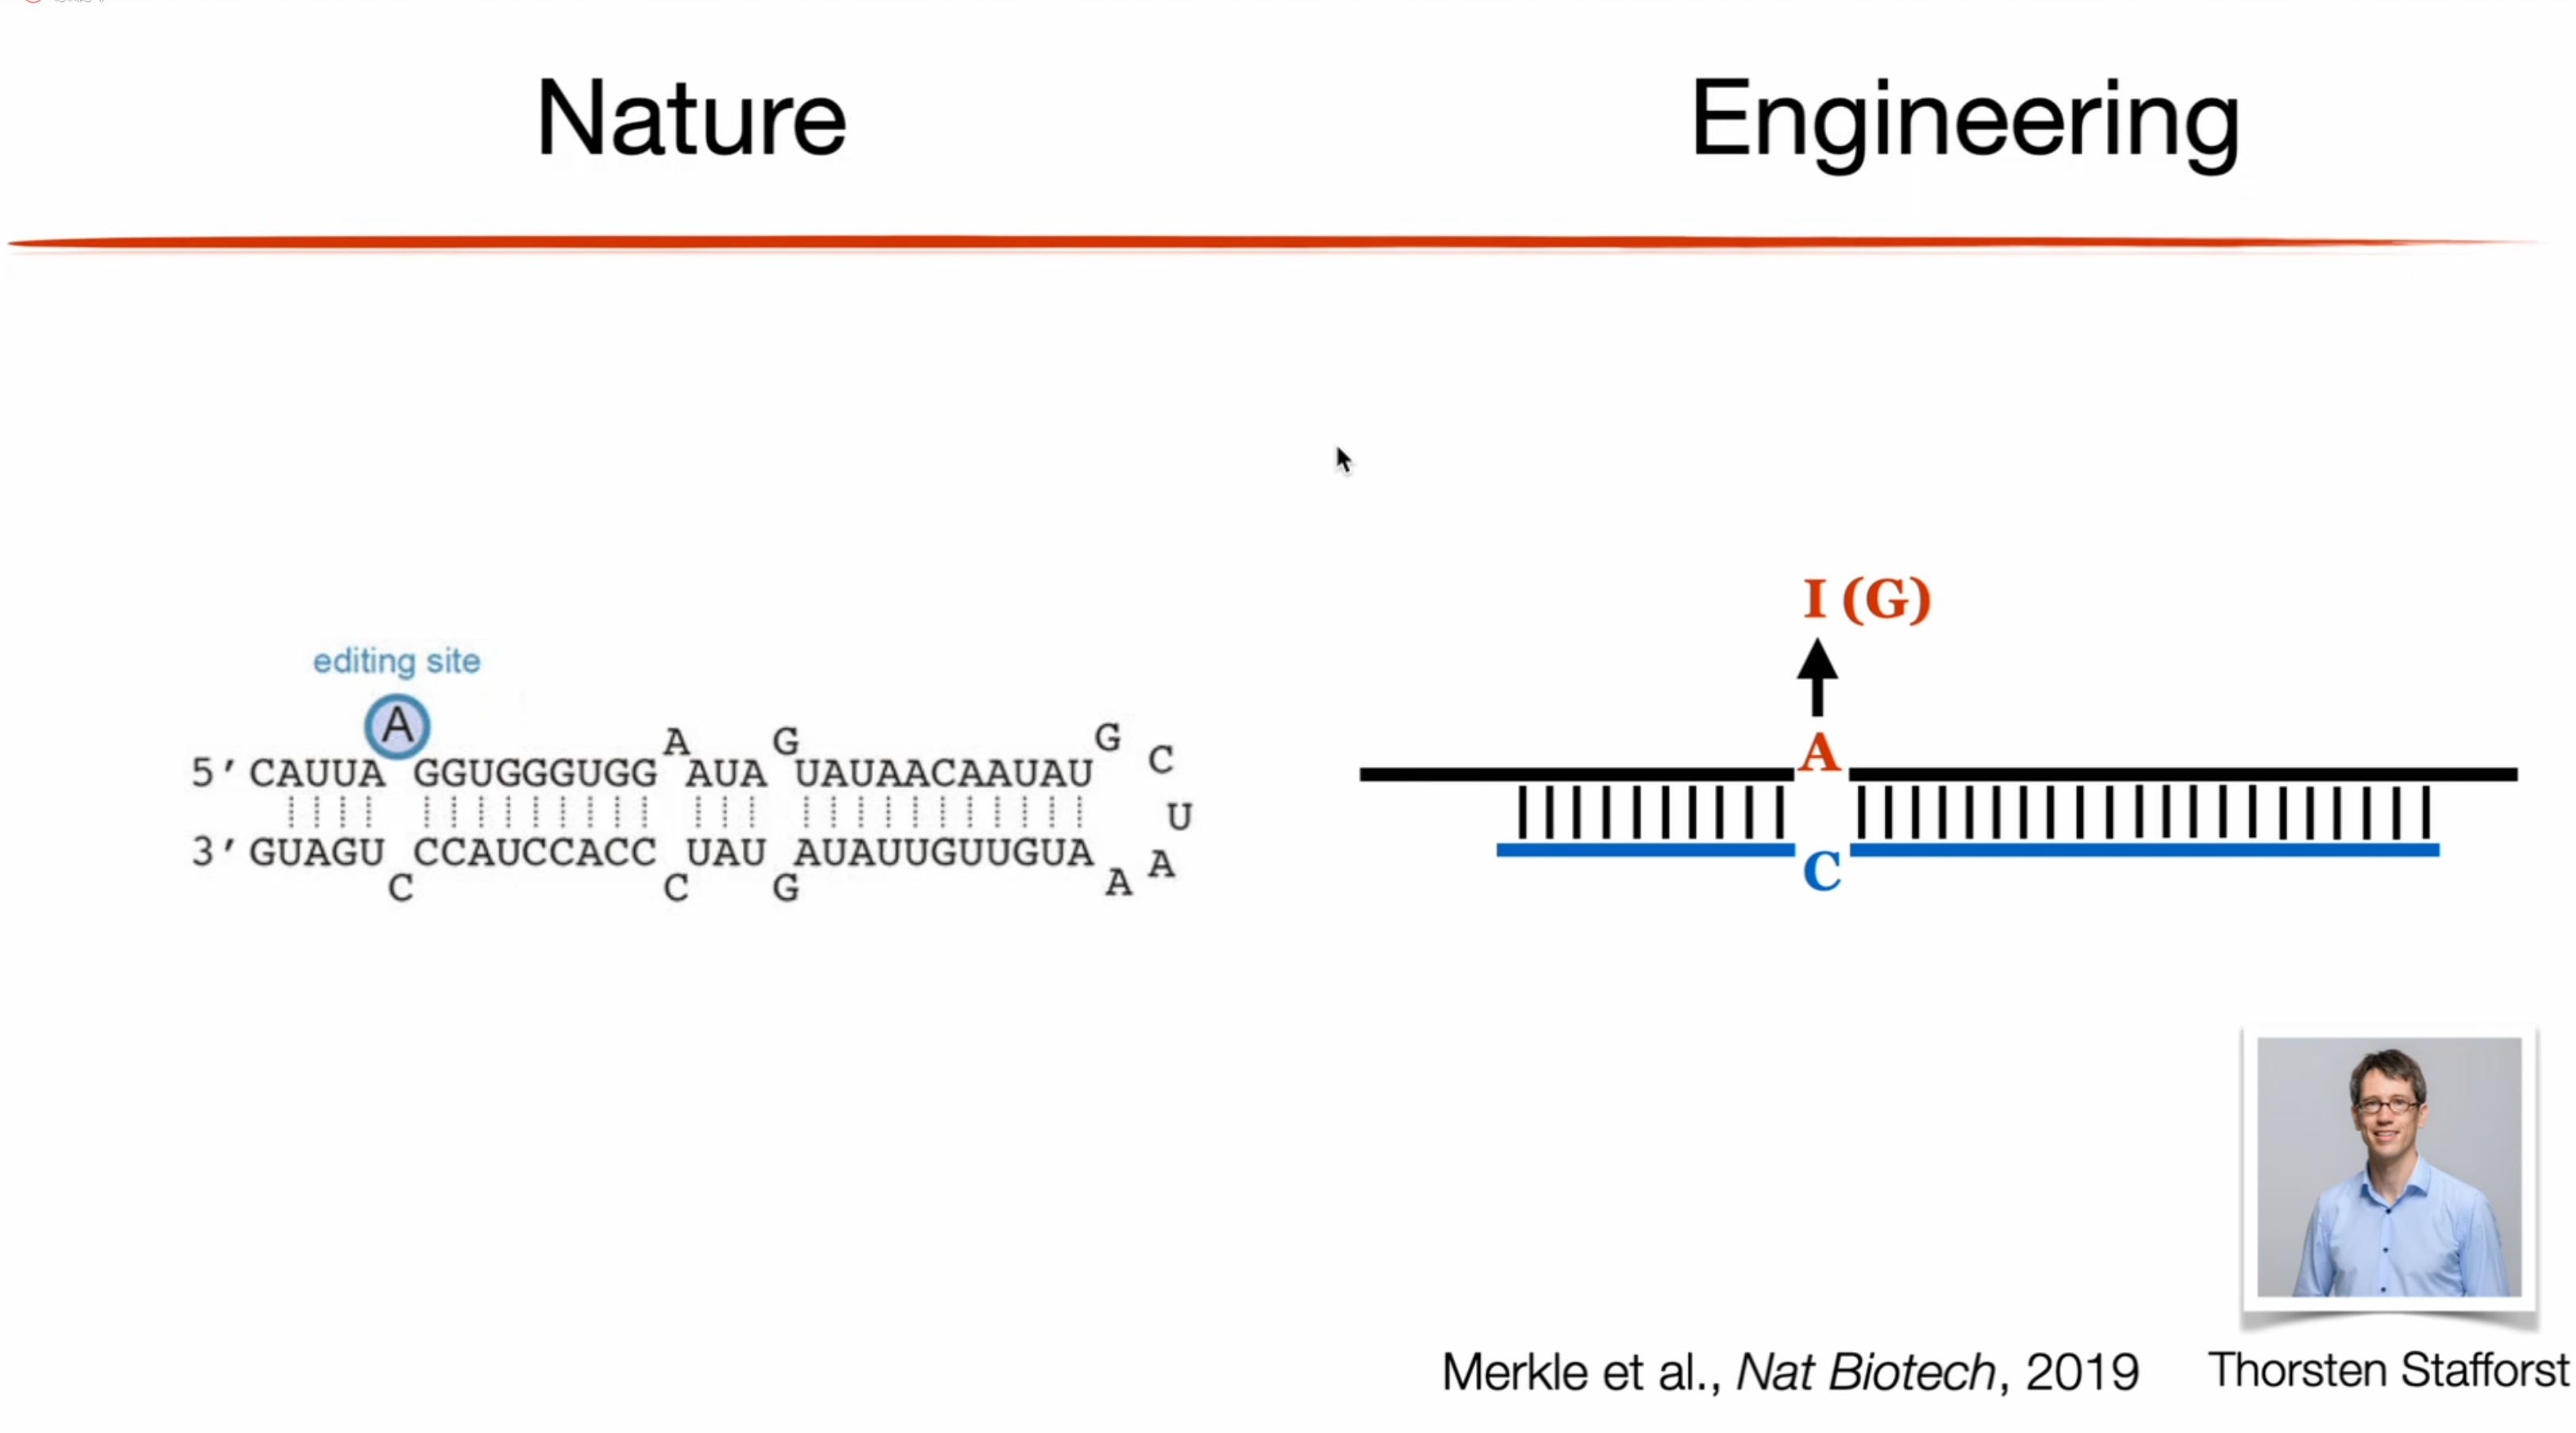 Nature
Engineering
editing site
A
5′CAUUA GGUGGGUGG A AUA G UAUAACAAUAU G C
U
3′GUAGU C CCAUCCACC C UAU G AUAUUGUUGUA A A
I (G)
A
C
Merkle et al., Nat Biotech, 2019
Thorsten Stafforst